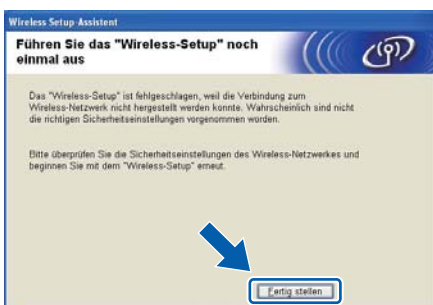 Wireless Setup-Assistent
Führen Sie das "Wireless-Setup" noch
einmal aus
Das "Wireless-Setup" ist fehlgeschlagen, weil die Verbindung zum
Wireless-Netzwerk nicht hergestellt werden konnte. Wahrscheinlich sind nicht
die richtigen Sicherheitseinstellungen vorgenommen worden.
Bitte überprüfen Sie die Sicherheitseinstellungen des Wireless-Netzwerkes und
beginnen Sie mit dem "Wireless-Setup" erneut.
Fertig stellen